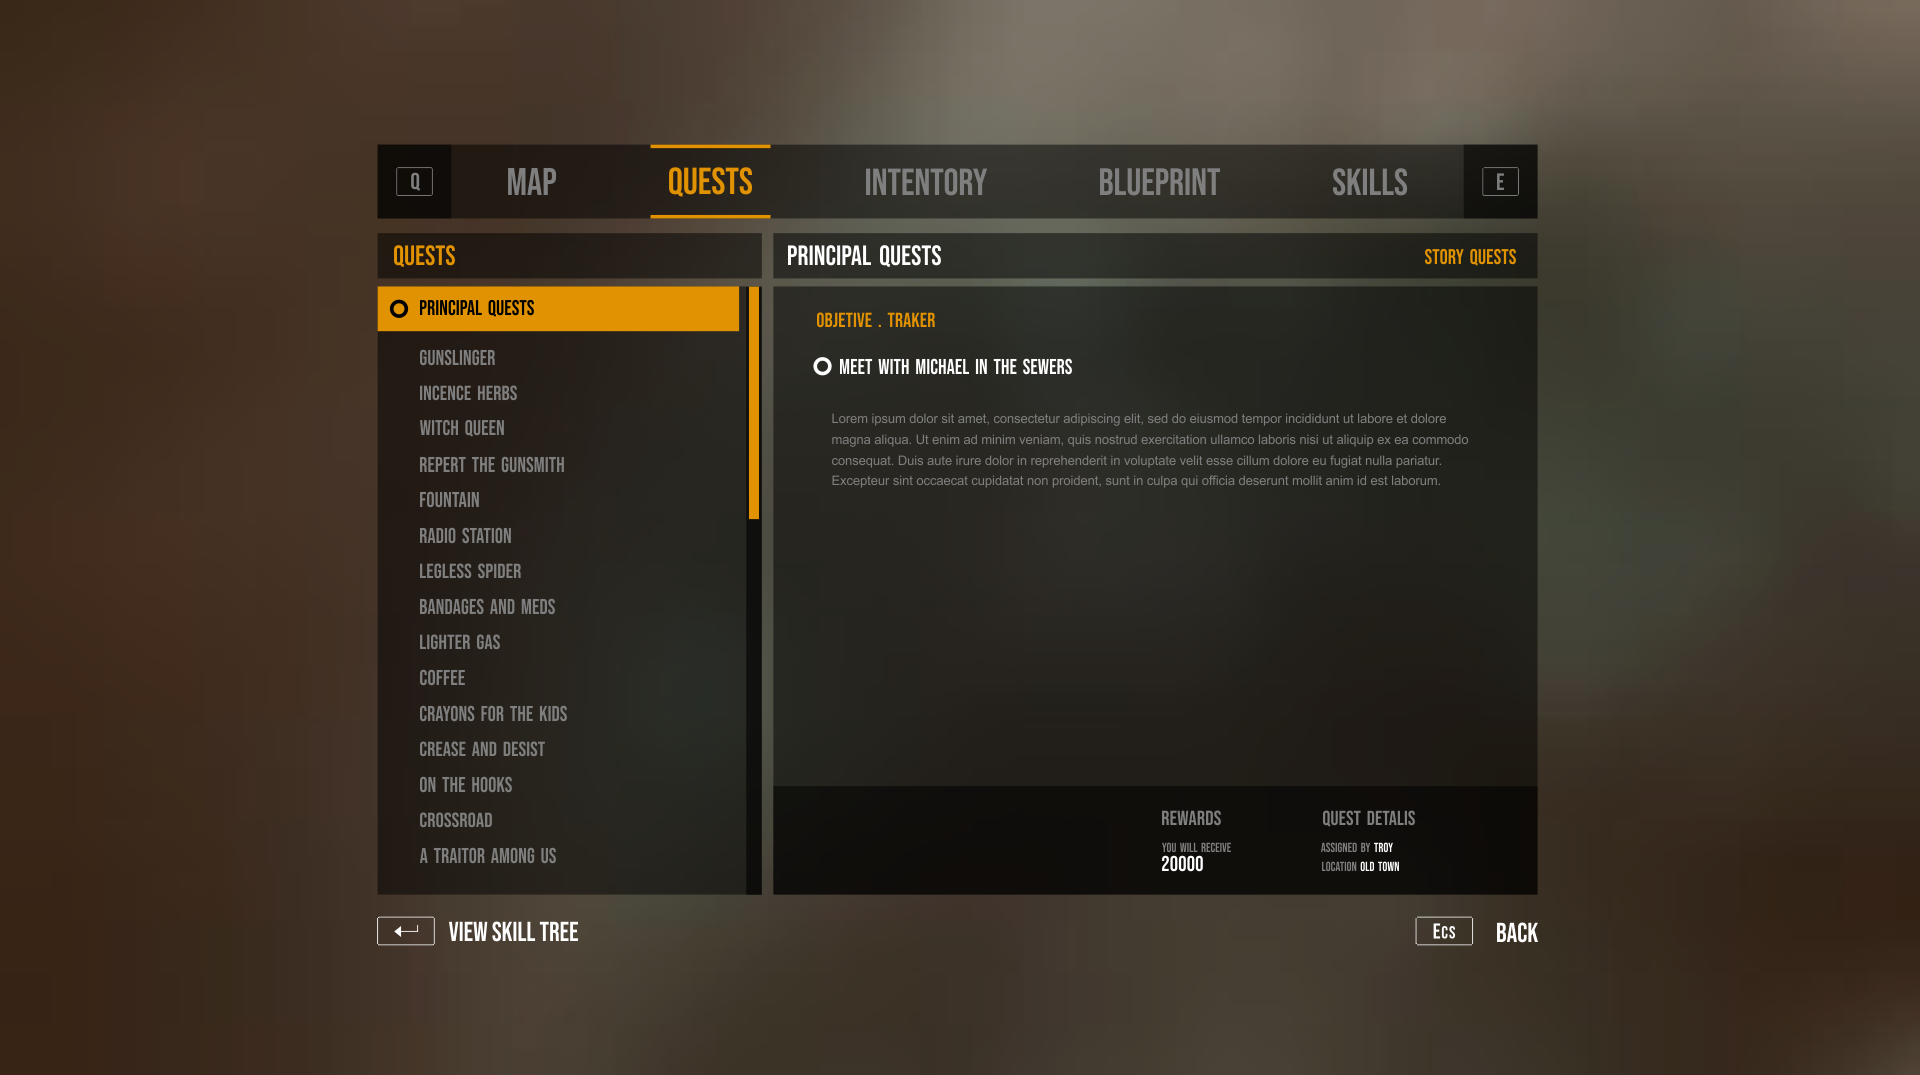 Q MAP QUESTS INTENTORY BLUEPRINT SKILLS E
QUESTS
PRINCIPAL QUESTS
GUNSLINGER
INCENCE HERBS
WITCH QUEEN
REPERT THE GUNSMITH
FOUNTAIN
RADIO STATION
LEGLESS SPIDER
BANDAGES AND MEDS
LIGHTER GAS
COFFEE
CRAYONS FOR THE KIDS
CREASE AND DESIST
ON THE HOOKS
CROSSROAD
A TRAITOR AMONG US
PRINCIPAL QUESTS STORY QUESTS
OBJETIVE . TRAKER
MEET WITH MICHAEL IN THE SEWERS
Lorem ipsum dolor sit amet, consectetur adipiscing elit, sed do eiusmod tempor incididunt ut labore et dolore
magna aliqua. Ut enim ad minim veniam, quis nostrud exercitation ullamco laboris nisi ut aliquip ex ea commodo
consequat. Duis aute irure dolor in reprehenderit in voluptate velit esse cillum dolore eu fugiat nulla pariatur.
Excepteur sint occaecat cupidatat non proident, sunt in culpa qui officia deserunt mollit anim id est laborum.
REWARDS
YOU WILL RECEIVE
20000
QUEST DETALIS
ASSIGNED BY TROY
LOCATION OLD TOWN
VIEW SKILL TREE
Ecs BACK